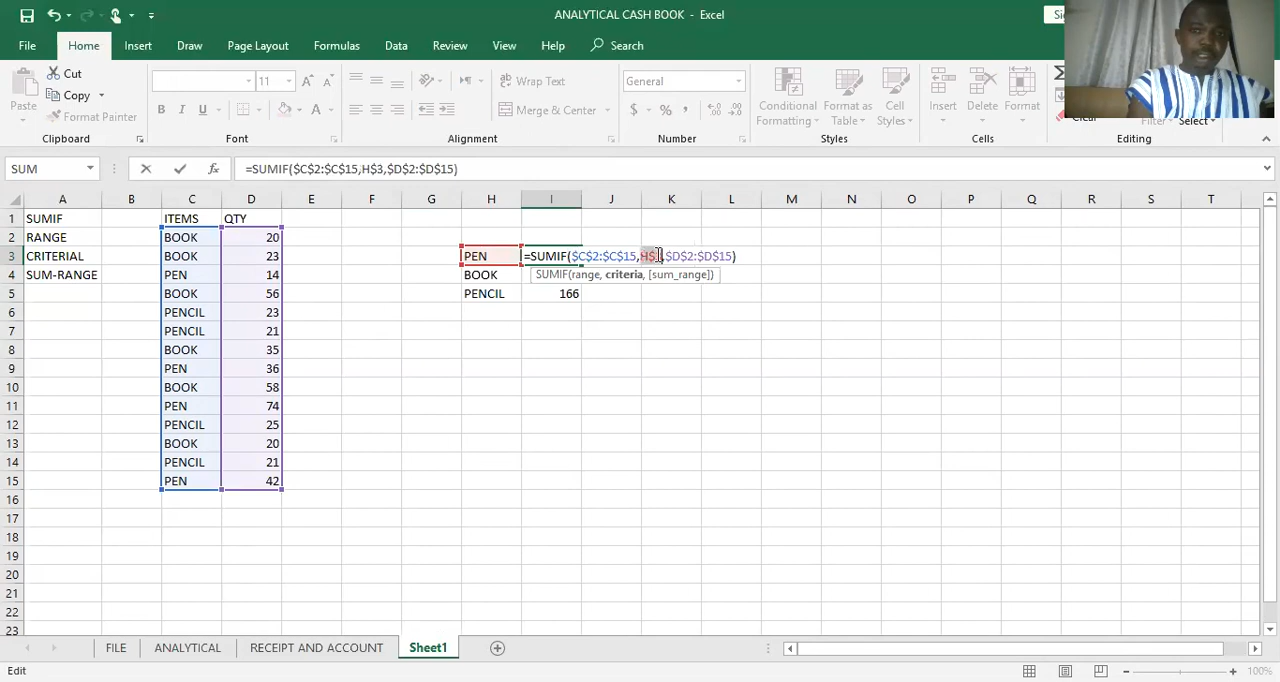 ANALYTICAL CASH BOOK - Excel
File Home Insert Draw Page Layout Formulas Data Review View Help Search
Paste Cut Copy Format Painter Clipboard
11 B I U A Font
Wrap Text Merge & Center Alignment
General $ % Number
Conditional Formatting Format as Table Cell Styles Styles
Insert Delete Format Cells
Clear Select Editing
SUM fx =SUMIF($C$2:$C$15,H$3,$D$2:$D$15)
A B C D E F G H I J K L M N O P Q R S T
1 SUMIF ITEMS QTY
2 RANGE BOOK 20
3 CRITERIAL BOOK 23 PEN =SUMIF($C$2:$C$15,H$3,$D$2:$D$15)
4 SUM-RANGE PEN 14 BOOK SUMIF(range, criteria, [sum_range])
5 BOOK 56 PENCIL 166
6 PENCIL 23
7 PENCIL 21
8 BOOK 35
9 PEN 36
10 BOOK 58
11 PEN 74
12 PENCIL 25
13 BOOK 20
14 PENCIL 21
15 PEN 42
16
17
18
19
20
21
22
23
FILE ANALYTICAL RECEIPT AND ACCOUNT Sheet1
Edit 100%